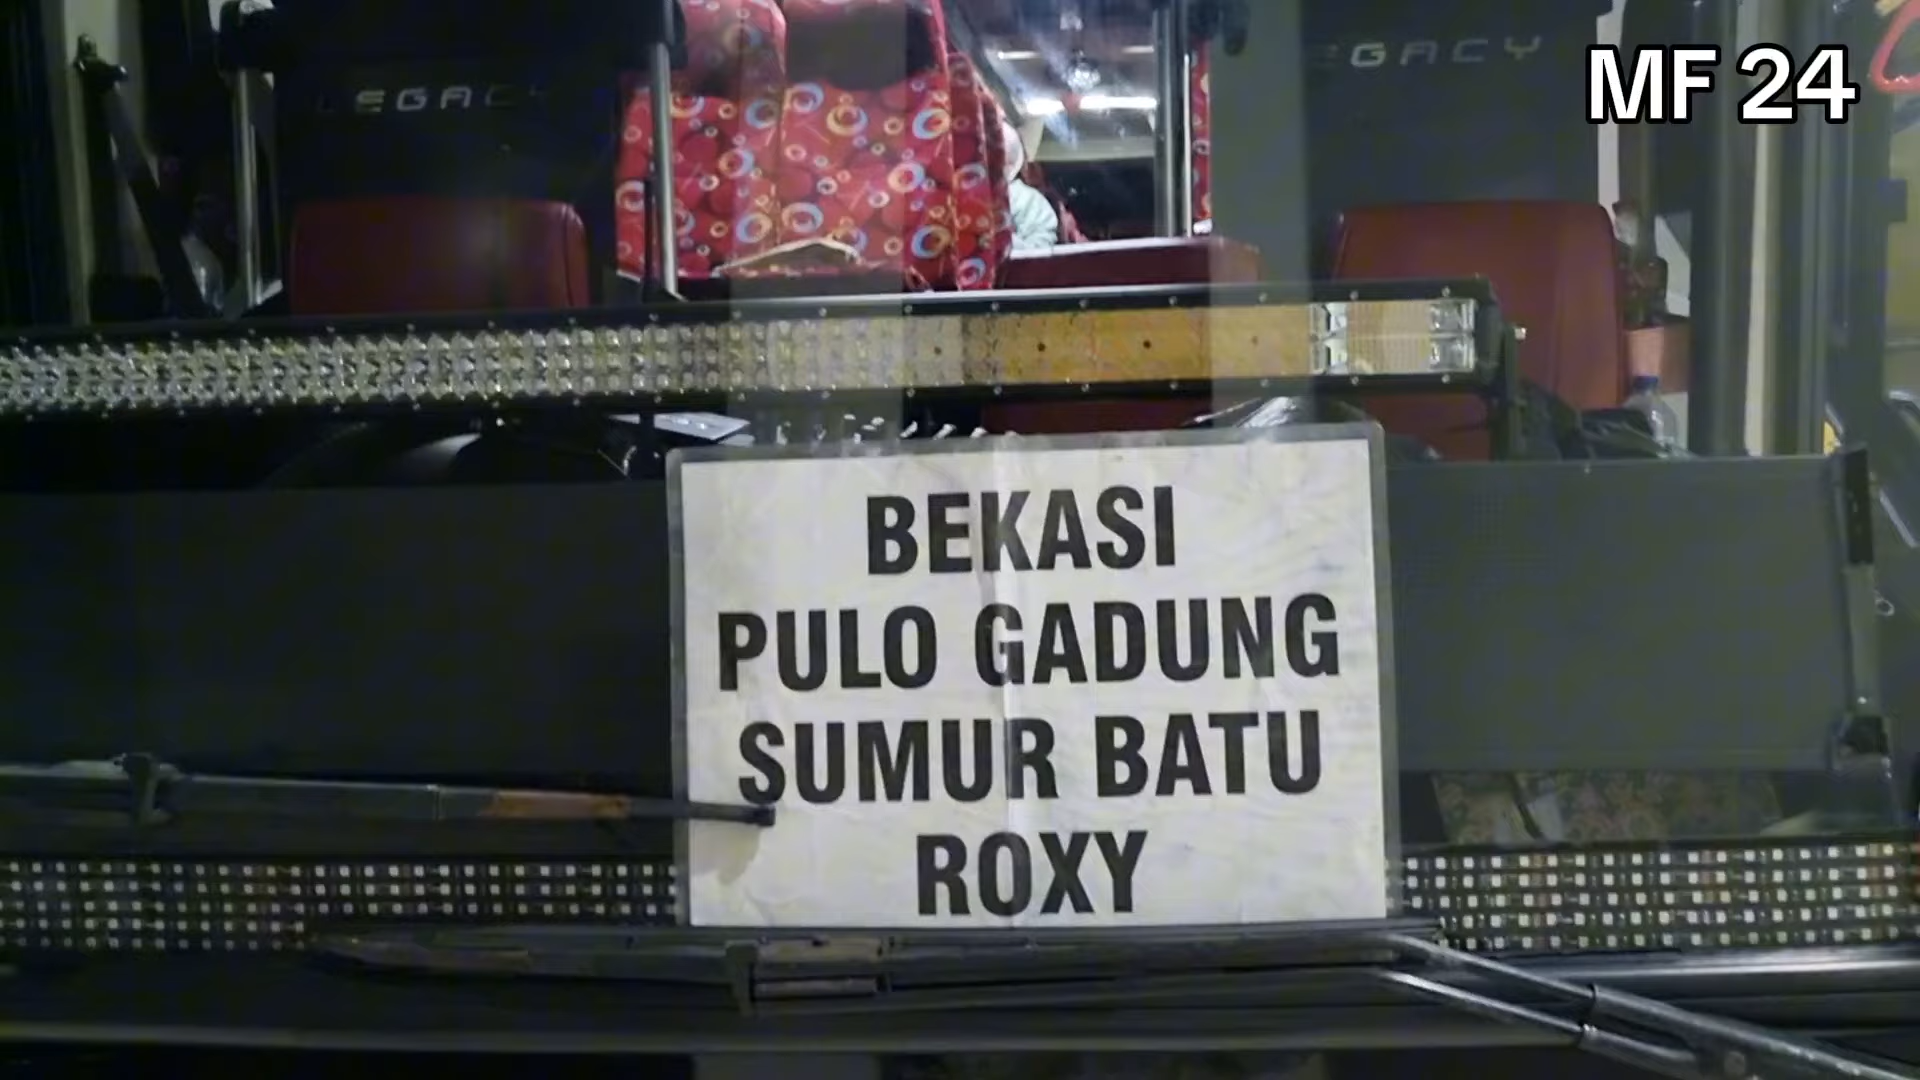 LEGACY
LEGACY
MF 24
BEKASI
PULO GADUNG
SUMUR BATU
ROXY